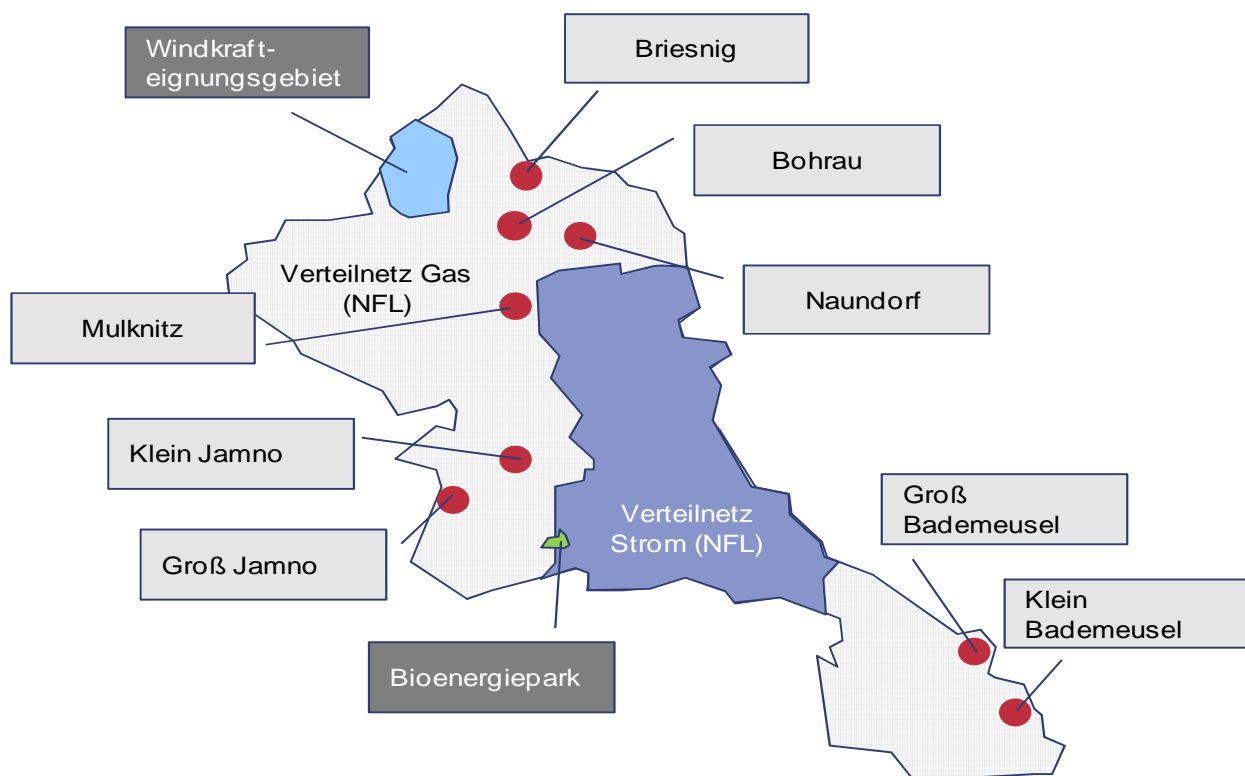 Windkraft-
eignungsgebiet
Briesnig
Bohrau
Verteilnetz Gas
(NFL)
Naundorf
Mulknitz
Klein Jamno
Groß
Bademeusel
Verteilnetz
Strom (NFL)
Groß Jamno
Klein
Bademeusel
Bioenergiepark